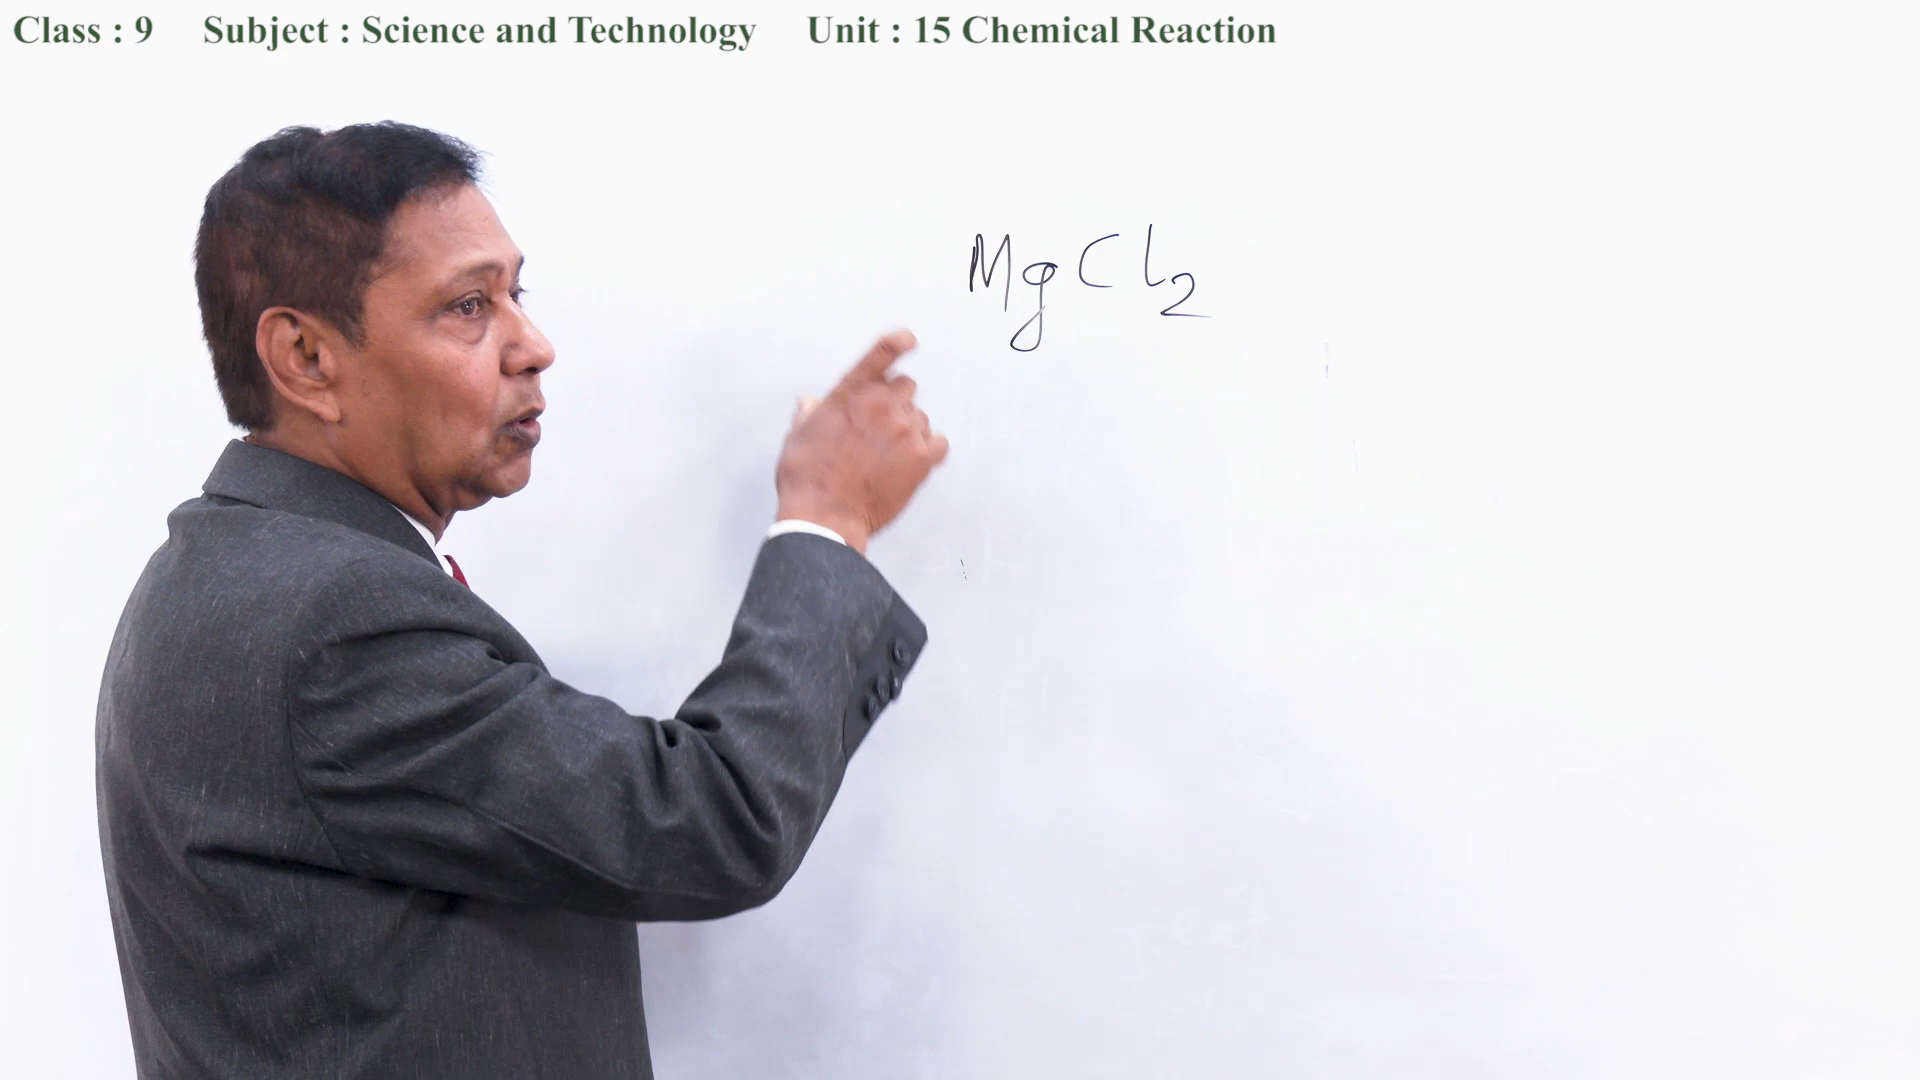 Class : 9 Subject : Science and Technology Unit : 15 Chemical Reaction
MgCl2